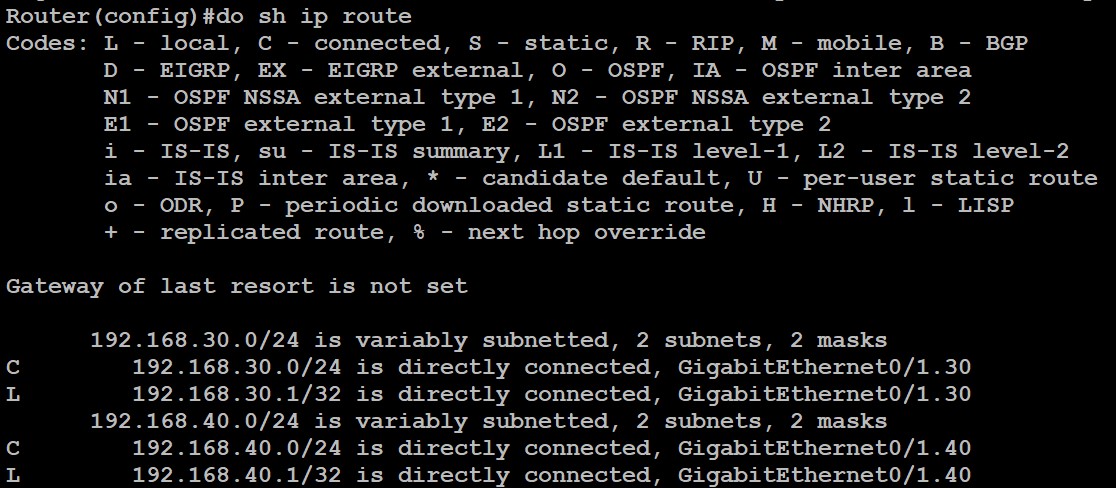 Router(config)#do sh ip route
Codes: L - local, C - connected, S - static, R - RIP, M - mobile, B - BGP
       D - EIGRP, EX - EIGRP external, O - OSPF, IA - OSPF inter area
       N1 - OSPF NSSA external type 1, N2 - OSPF NSSA external type 2
       E1 - OSPF external type 1, E2 - OSPF external type 2
       i - IS-IS, su - IS-IS summary, L1 - IS-IS level-1, L2 - IS-IS level-2
       ia - IS-IS inter area, * - candidate default, U - per-user static route
       o - ODR, P - periodic downloaded static route, H - NHRP, l - LISP
       + - replicated route, % - next hop override

Gateway of last resort is not set

      192.168.30.0/24 is variably subnetted, 2 subnets, 2 masks
C        192.168.30.0/24 is directly connected, GigabitEthernet0/1.30
L        192.168.30.1/32 is directly connected, GigabitEthernet0/1.30
      192.168.40.0/24 is variably subnetted, 2 subnets, 2 masks
C        192.168.40.0/24 is directly connected, GigabitEthernet0/1.40
L        192.168.40.1/32 is directly connected, GigabitEthernet0/1.40